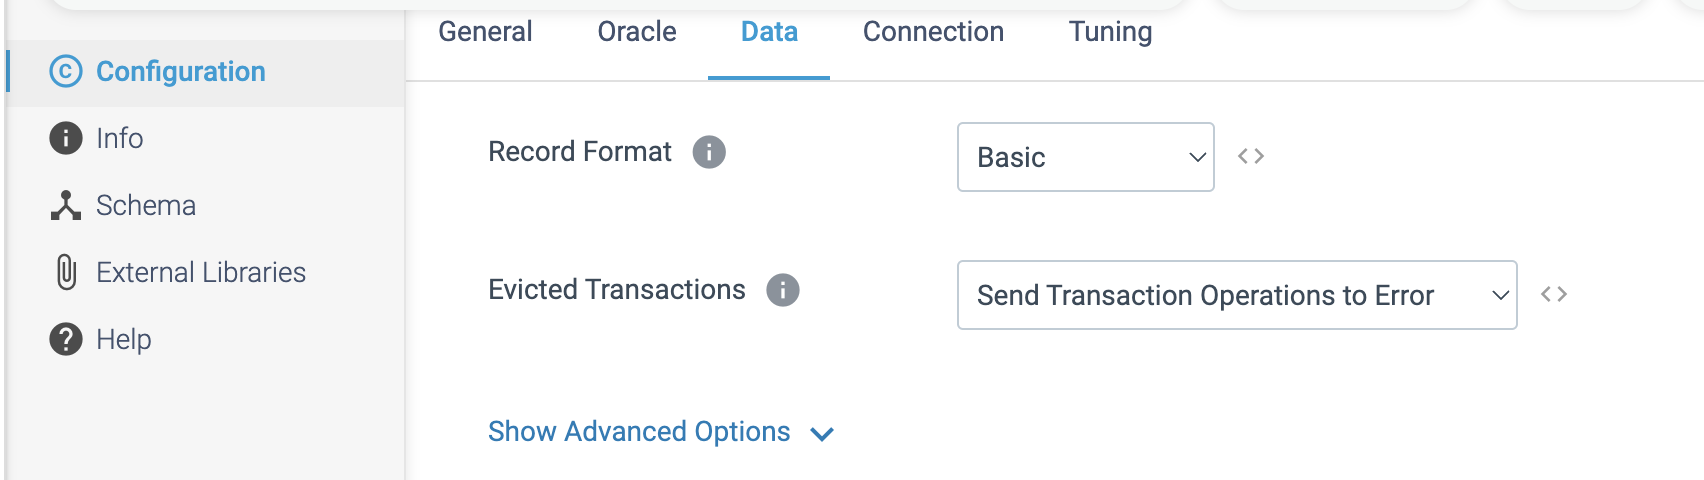 General Oracle Data Connection Tuning
Configuration
Info
Schema
External Libraries
Help
Record Format Basic
Evicted Transactions Send Transaction Operations to Error
Show Advanced Options